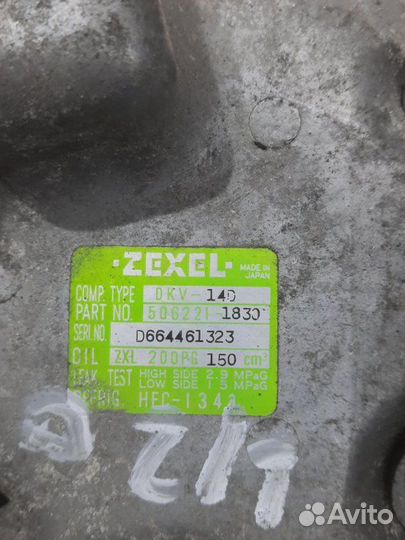 ·ZEXEL· MADE IN JAPAN
COMP. TYPE DKV-14D
PART NO. 506221-1830
SERI.NO. D664461323
OIL ZXL 200PG 150 cm³
LEAK TEST HIGH SIDE 2.9 MPaG
LOW SIDE 1.5 MPaG
REFRIG. HFC-134a
Avito